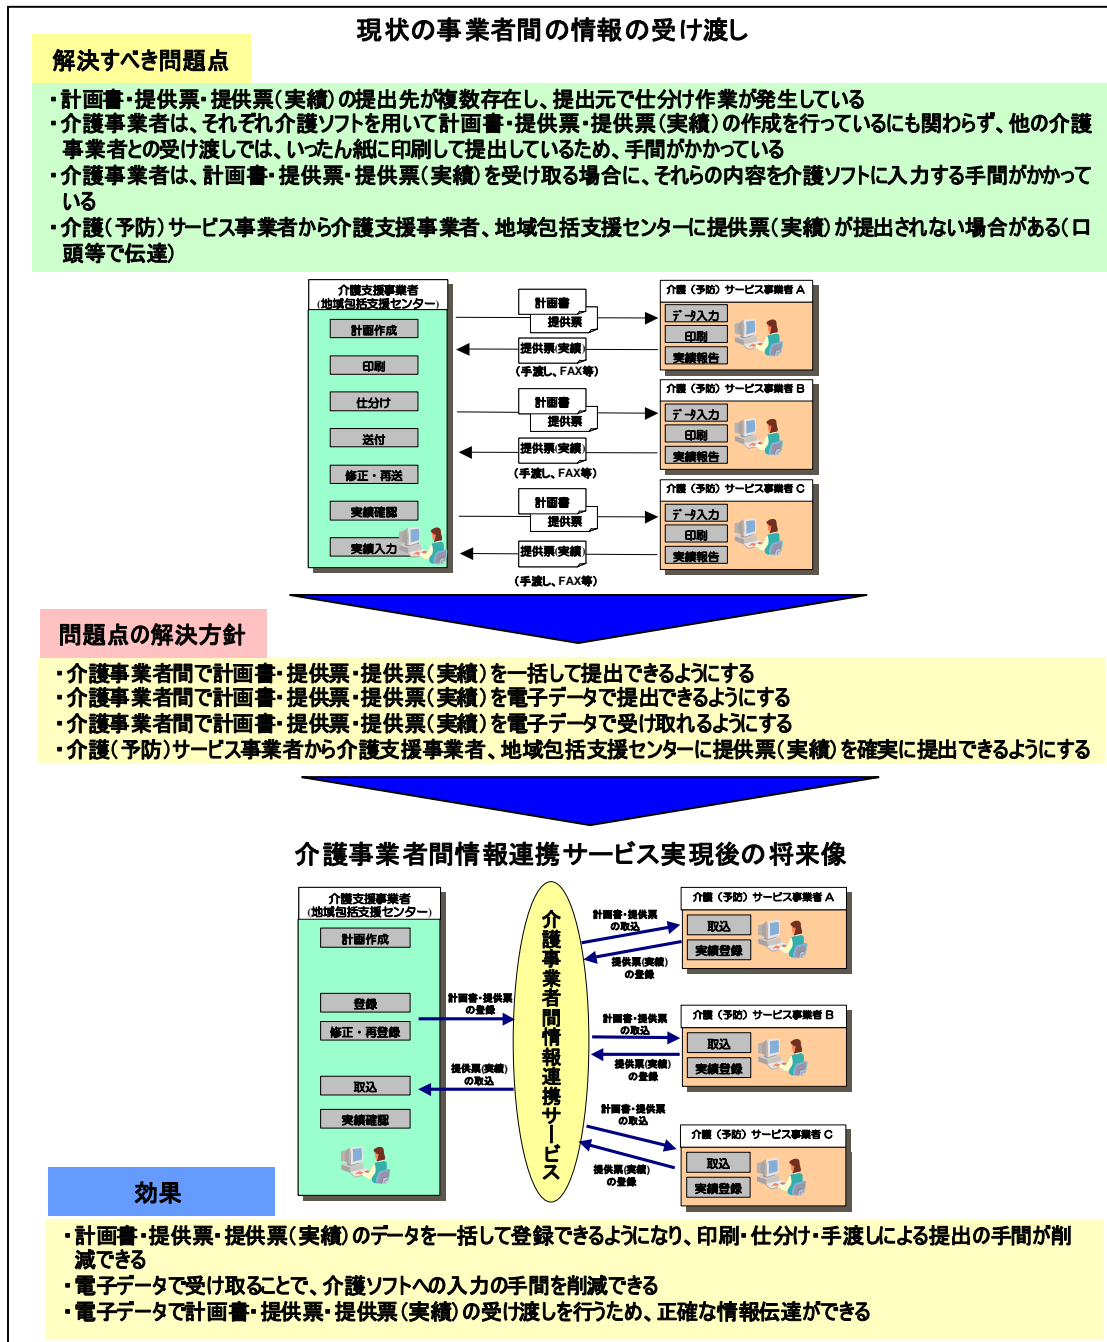 現状の事業者間の情報の受け渡し
解決すべき問題点
・計画書・提供票・提供票（実績）の提出先が複数存在し、提出元で仕分け作業が発生している
・介護事業者は、それぞれ介護ソフトを用いて計画書・提供票・提供票（実績）の作成を行っているにも関わらず、他の介護
事業者との受け渡しでは、いったん紙に印刷して提出しているため、手間がかかっている
・介護事業者は、計画書・提供票・提供票（実績）を受け取る場合に、それらの内容を介護ソフトに入力する手間がかかって
いる
・介護（予防）サービス事業者から介護支援事業者、地域包括支援センターに提供票（実績）が提出されない場合がある（口
頭等で伝達）
介護支援事業者
（地域包括支援センター）
計画作成
印刷
仕分け
送付
修正・再送
実績確認
実績入力
計画書
提供票
提供票（実績）
（手渡し、FAX等）
計画書
提供票
提供票（実績）
（手渡し、FAX等）
計画書
提供票
提供票（実績）
（手渡し、FAX等）
介護（予防）サービス事業者 A
データ入力
印刷
実績報告
介護（予防）サービス事業者 B
データ入力
印刷
実績報告
介護（予防）サービス事業者 C
データ入力
印刷
実績報告
問題点の解決方針
・介護事業者間で計画書・提供票・提供票（実績）を一括して提出できるようにする
・介護事業者間で計画書・提供票・提供票（実績）を電子データで提出できるようにする
・介護事業者間で計画書・提供票・提供票（実績）を電子データで受け取れるようにする
・介護（予防）サービス事業者から介護支援事業者、地域包括支援センターに提供票（実績）を確実に提出できるようにする
介護事業者間情報連携サービス実現後の将来像
介護支援事業者
（地域包括支援センター）
計画作成
登録
修正・再登録
取込
実績確認
計画書・提供票
の登録
提供票（実績）
の取込
介護事業者間情報連携サービス
計画書・提供票
の取込
提供票（実績）
の登録
計画書・提供票
の取込
提供票（実績）
の登録
計画書・提供票
の取込
提供票（実績）
の登録
介護（予防）サービス事業者 A
取込
実績登録
介護（予防）サービス事業者 B
取込
実績登録
介護（予防）サービス事業者 C
取込
実績登録
効果
・計画書・提供票・提供票（実績）のデータを一括して登録できるようになり、印刷・仕分け・手渡しによる提出の手間が削
減できる
・電子データで受け取ることで、介護ソフトへの入力の手間を削減できる
・電子データで計画書・提供票・提供票（実績）の受け渡しを行うため、正確な情報伝達ができる